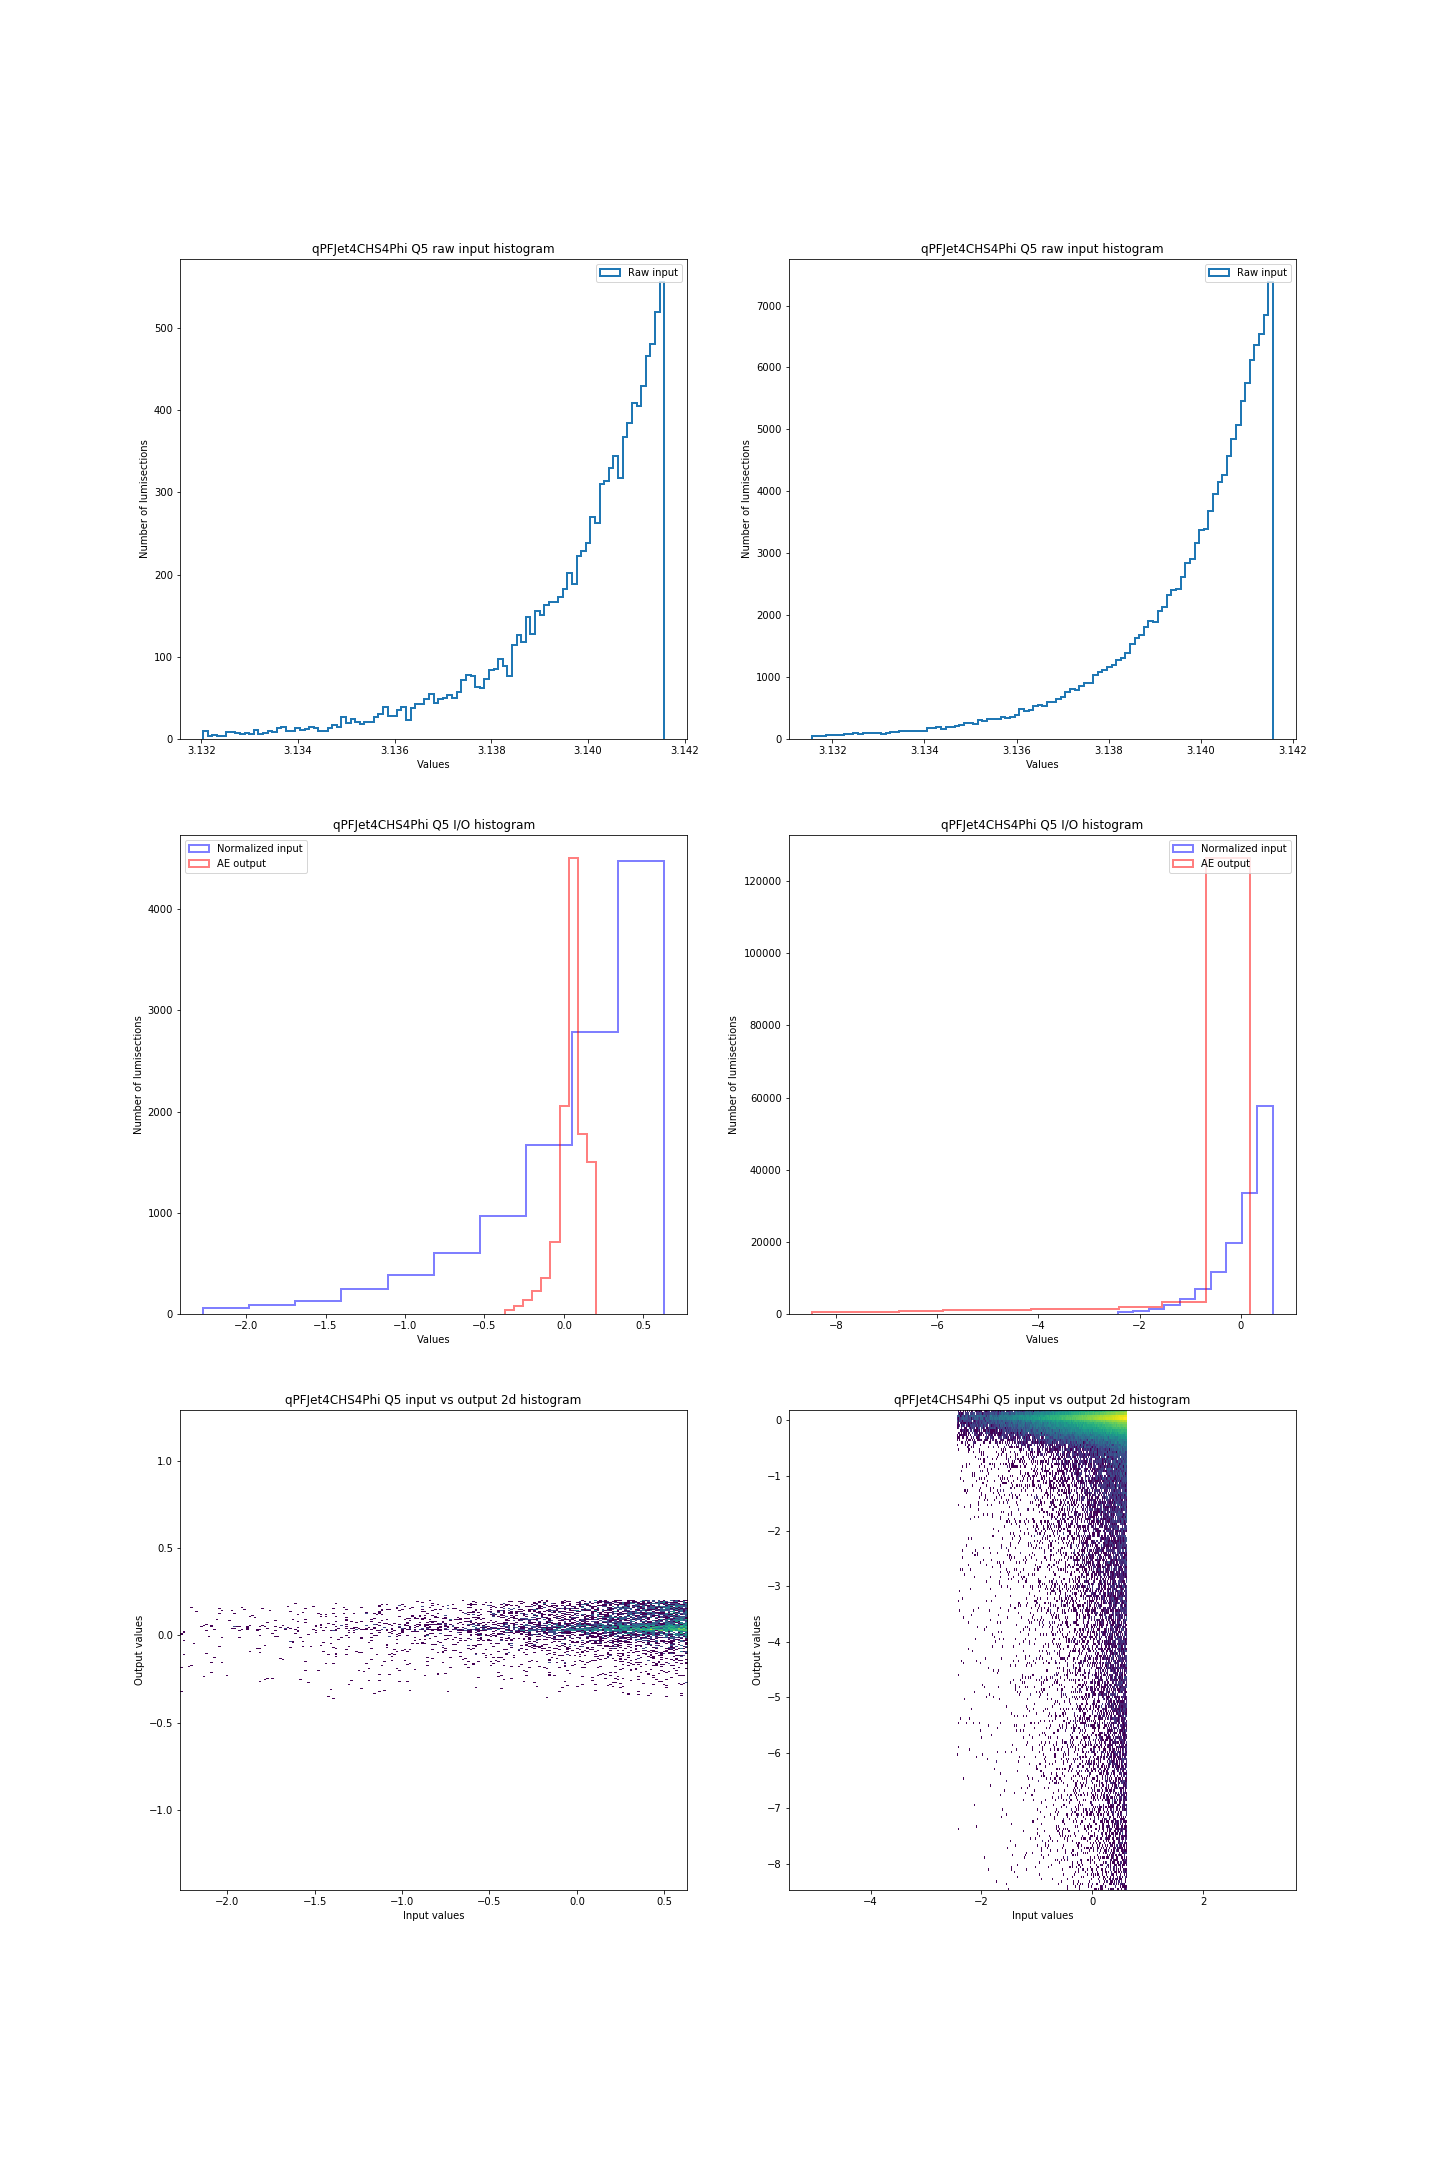 qPFJet4CHS4Phi Q5 raw input histogram
Raw input
Number of lumisections
500
400
300
200
100
0
3.132 3.134 3.136 3.138 3.140 3.142
Values
qPFJet4CHS4Phi Q5 raw input histogram
Raw input
Number of lumisections
7000
6000
5000
4000
3000
2000
1000
0
3.132 3.134 3.136 3.138 3.140 3.142
Values
qPFJet4CHS4Phi Q5 I/O histogram
Normalized input
AE output
Number of lumisections
4000
3000
2000
1000
0
−2.0 −1.5 −1.0 −0.5 0.0 0.5
Values
qPFJet4CHS4Phi Q5 I/O histogram
Normalized input
AE output
Number of lumisections
120000
100000
80000
60000
40000
20000
0
−8 −6 −4 −2 0
Values
qPFJet4CHS4Phi Q5 input vs output 2d histogram
Output values
1.0
0.5
0.0
−0.5
−1.0
−2.0 −1.5 −1.0 −0.5 0.0 0.5
Input values
qPFJet4CHS4Phi Q5 input vs output 2d histogram
Output values
0
−1
−2
−3
−4
−5
−6
−7
−8
−4 −2 0 2
Input values